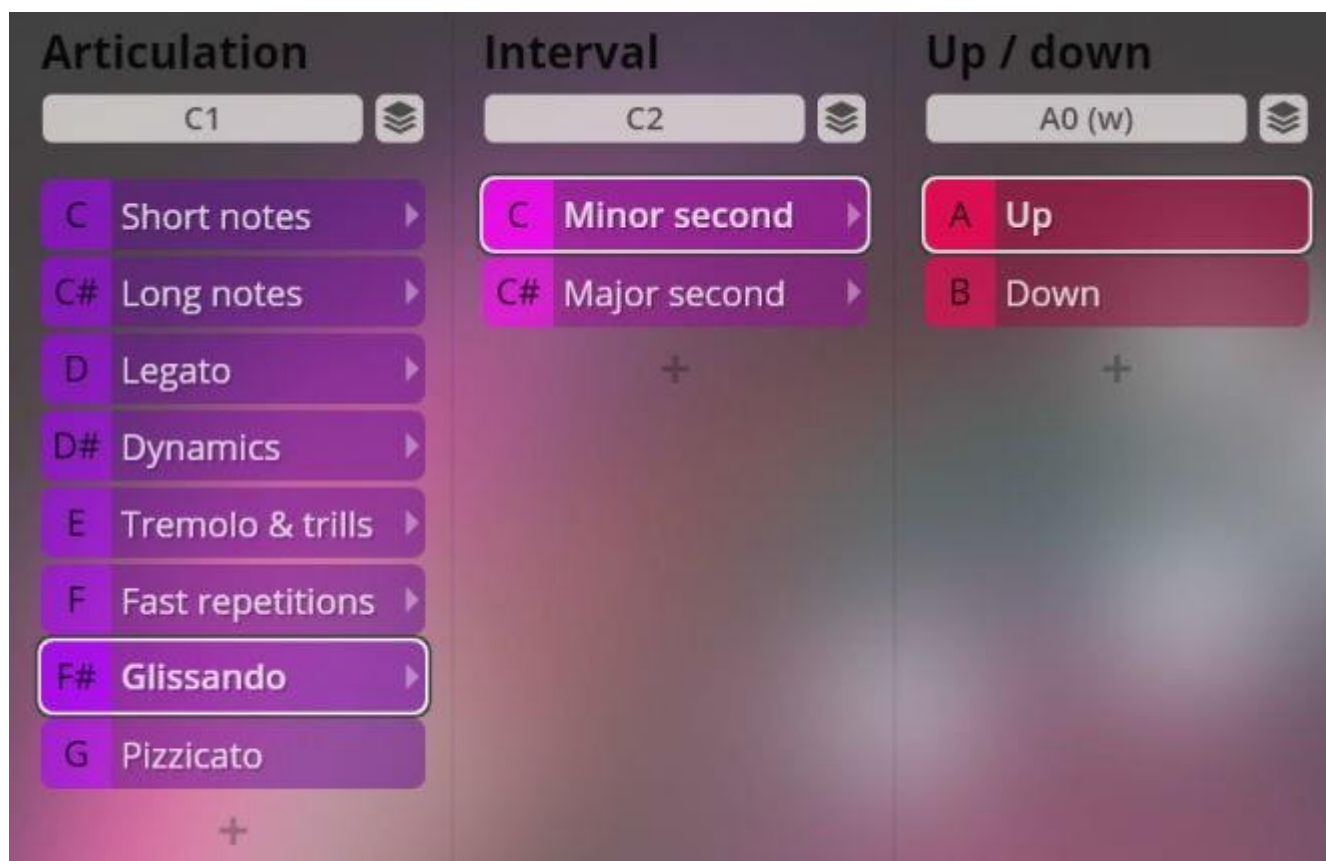 Articulation
C1
C Short notes
C# Long notes
D Legato
D# Dynamics
E Tremolo & trills
F Fast repetitions
F# Glissando
G Pizzicato
+
Interval
C2
C Minor second
C# Major second
+
Up / down
A0 (w)
A Up
B Down
+